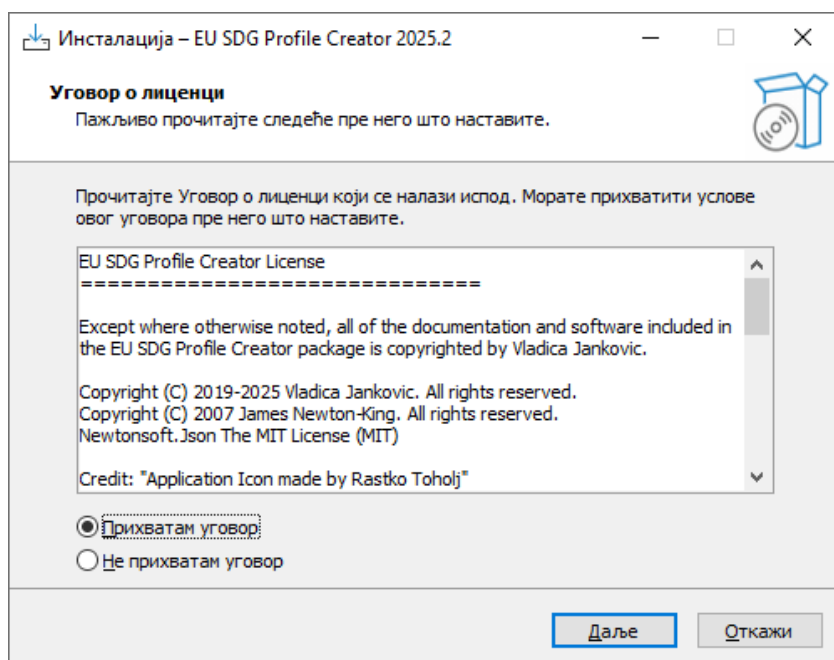 Инсталација – EU SDG Profile Creator 2025.2
Уговор о лиценци
Пажљиво прочитајте следеће пре него што наставите.
Прочитајте Уговор о лиценци који се налази испод. Морате прихватити услове
овог уговора пре него што наставите.
EU SDG Profile Creator License
==============================
Except where otherwise noted, all of the documentation and software included in
the EU SDG Profile Creator package is copyrighted by Vladica Jankovic.
Copyright (C) 2019-2025 Vladica Jankovic. All rights reserved.
Copyright (C) 2007 James Newton-King. All rights reserved.
Newtonsoft.Json The MIT License (MIT)
Credit: "Application Icon made by Rastko Toholj"
Прихватам уговор
Не прихватам уговор
Даље
Откажи